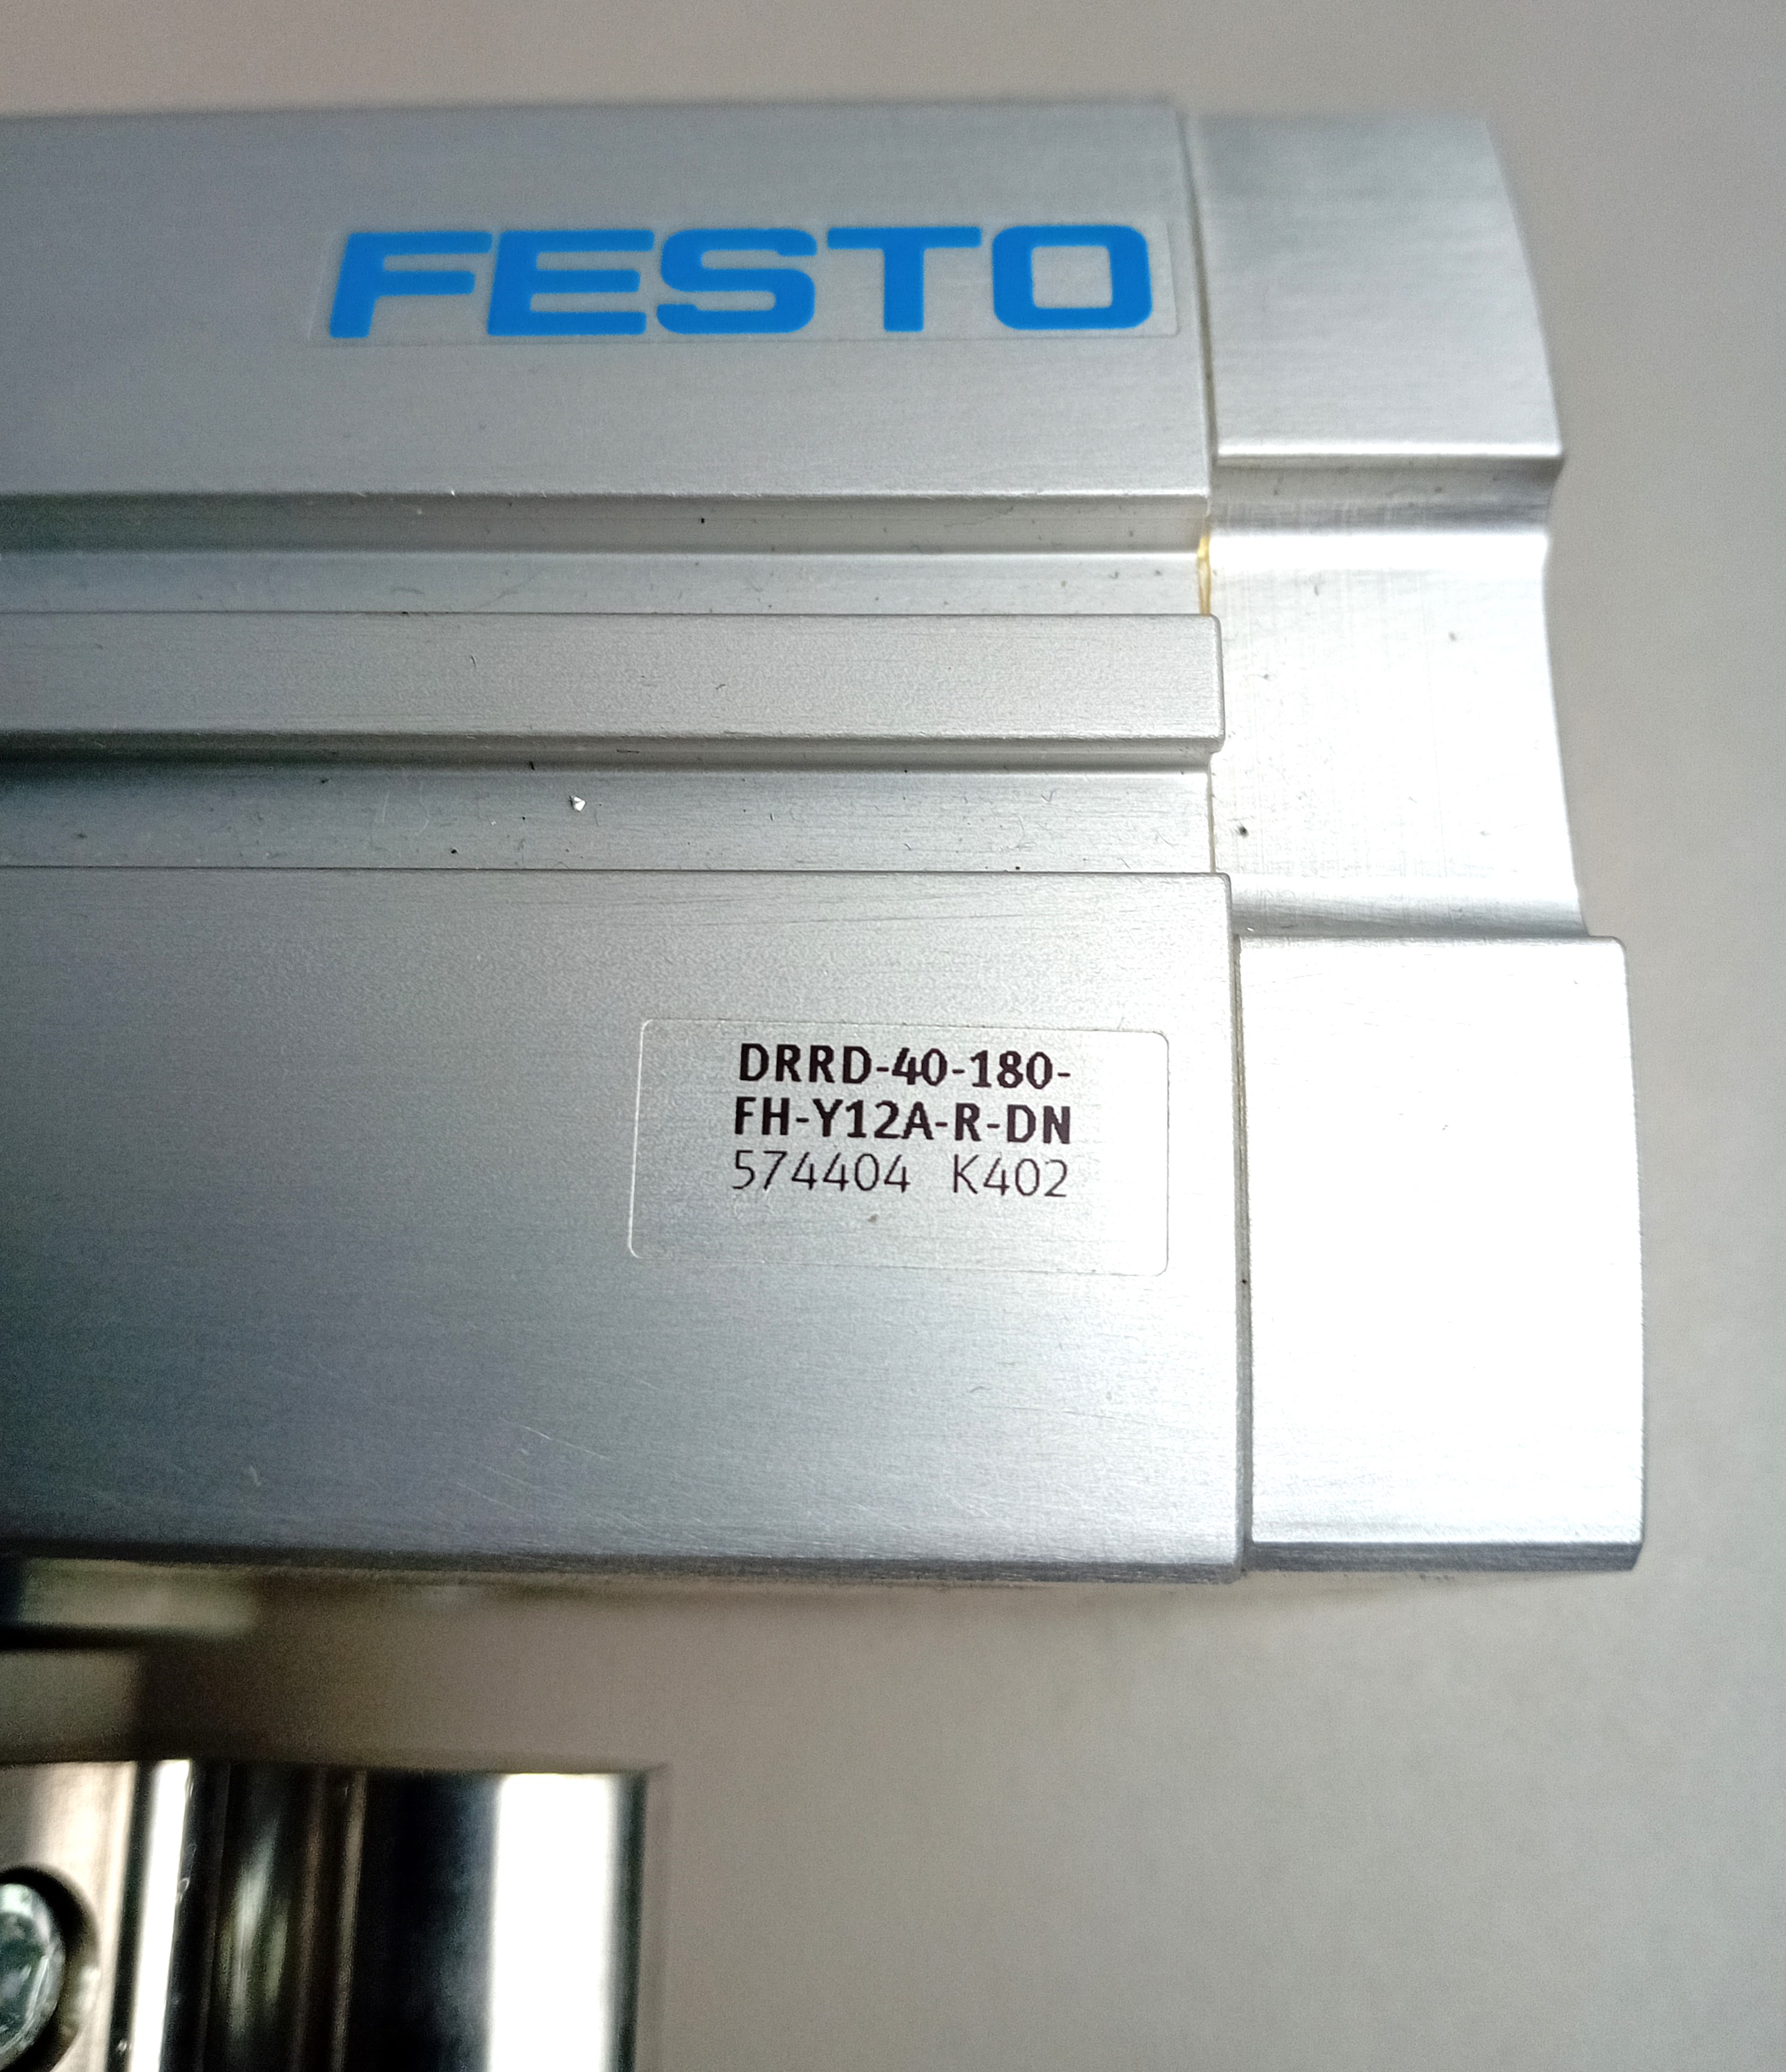 FESTO
DRRD-40-180-
FH-Y12A-R-DN
574404 K402